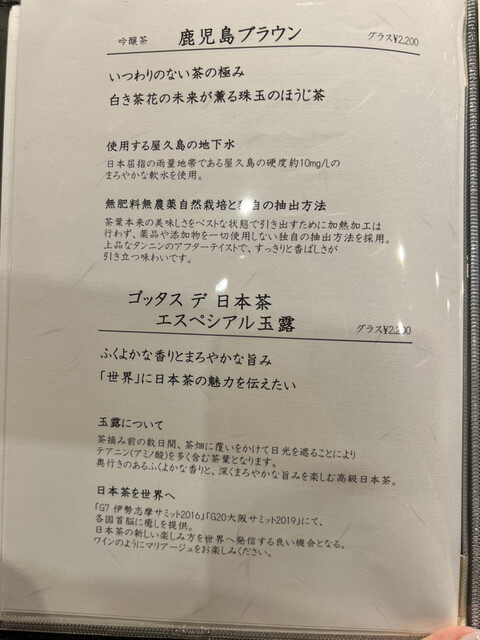 吟醸茶 鹿児島ブラウン グラス¥2,200
いつわりのない茶の極み
白き茶花の未来が薫る珠玉のほうじ茶
使用する屋久島の地下水
日本屈指の雨量地帯である屋久島の硬度約10mg/Lの
まろやかな軟水を使用。
無肥料無農薬自然栽培と独自の抽出方法
茶葉本来の美味しさをベストな状態で引き出すために加熱加工は
行わず、薬品や添加物を一切使用しない独自の抽出方法を採用。
上品なタンニンのアフターテイストで、すっきりと香ばしさが
引き立つ味わいです。
ゴッタス デ 日本茶
エスペシアル玉露 グラス¥2,200
ふくよかな香りとまろやかな旨み
「世界」に日本茶の魅力を伝えたい
玉露について
茶摘み前の数日間、茶畑に覆いをかけて日光を遮ることにより
テアニン(アミノ酸)を多く含む茶葉となります。
奥行きのあるふくよかな香りと、深くまろやかな旨みを楽しむ高級日本茶。
日本茶を世界へ
「G7 伊勢志摩サミット2016」「G20大阪サミット2019」にて、
各国首脳に癒しを提供。
日本茶の新しい楽しみ方を世界へ発信する良い機会となる。
ワインのようにマリアージュをお楽しみください。